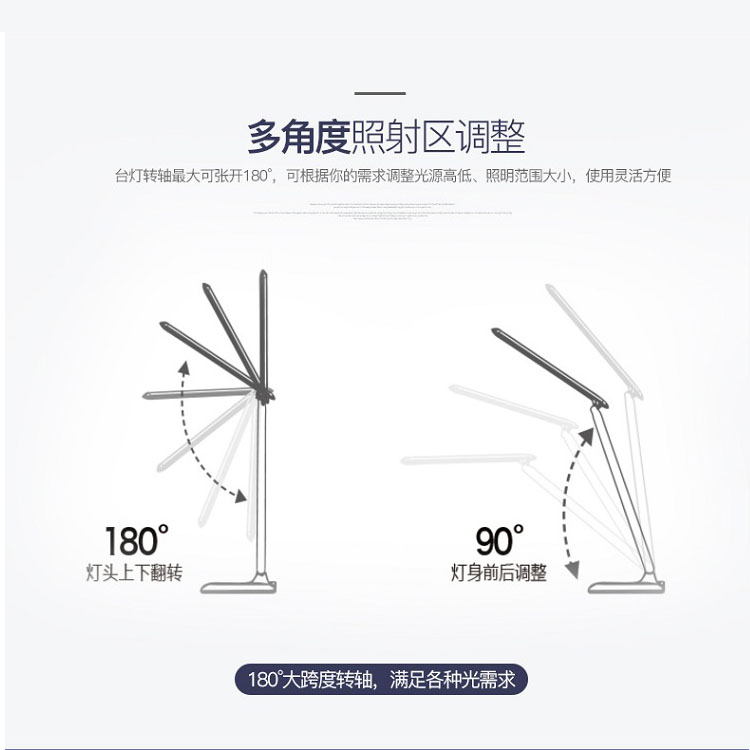 多角度照射区调整
台灯转轴最大可张开180°，可根据你的需求调整光源高低、照明范围大小，使用灵活方便
180°
灯头上下翻转
90°
灯身前后调整
180°大跨度转轴，满足各种光需求